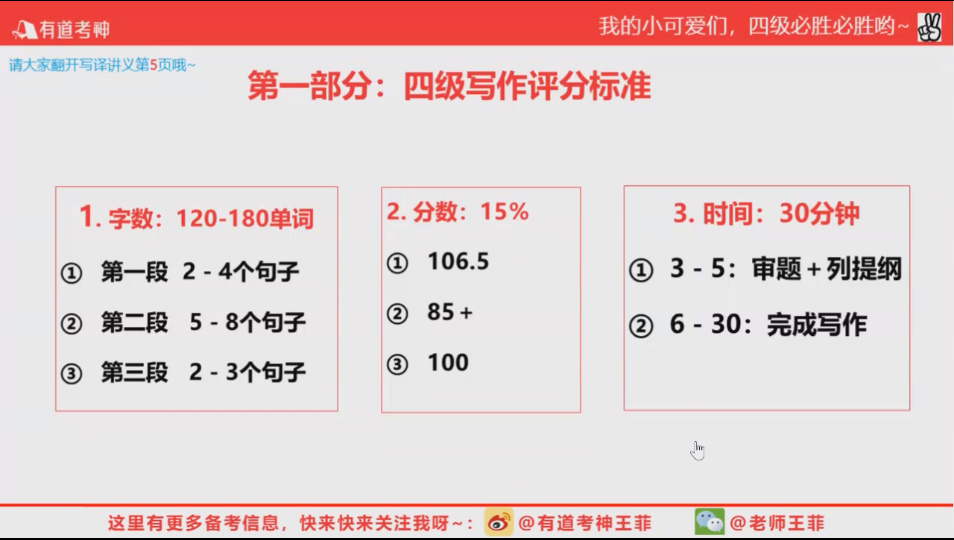 有道考神
我的小可爱们，四级必胜必胜哟~
请大家翻开写译讲义第5页哦~
第一部分：四级写作评分标准
1. 字数：120-180单词
① 第一段 2 - 4个句子
② 第二段 5 - 8个句子
③ 第三段 2 - 3个句子
2. 分数：15%
① 106.5
② 85 +
③ 100
3. 时间：30分钟
① 3 - 5：审题 + 列提纲
② 6 - 30：完成写作
这里有更多备考信息，快来快来关注我呀~：
@有道考神王菲
@老师王菲